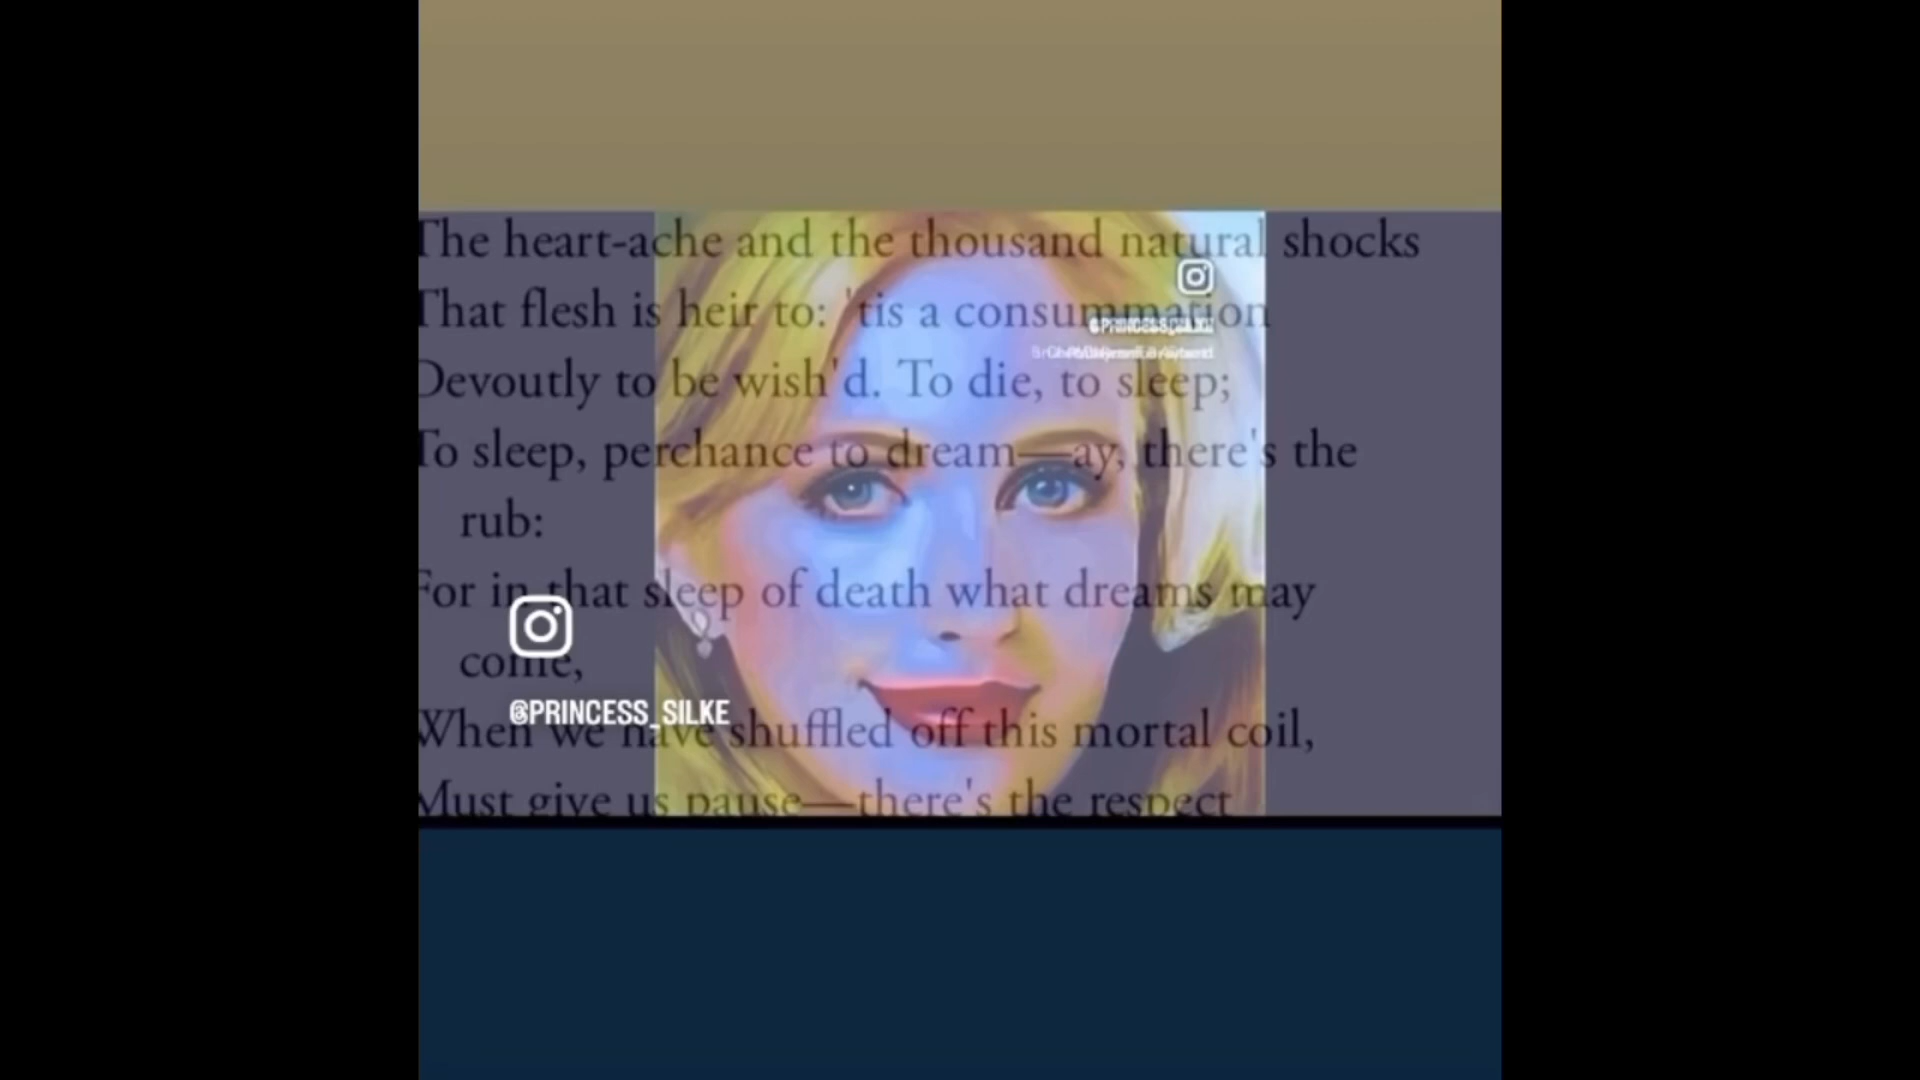 The heart-ache and the thousand natural shocks
That flesh is heir to: 'tis a consummation
@PRINCESS_SILKE
Devoutly to be wish'd. To die, to sleep;
To sleep, perchance to dream—ay, there's the
rub:
For in that sleep of death what dreams may
come,
@PRINCESS_SILKE
When we have shuffled off this mortal coil,
Must give us pause—there's the respect